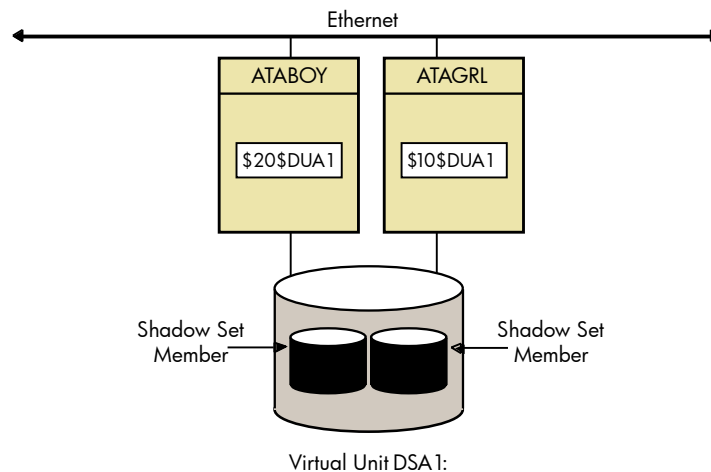 Ethernet
ATABOY
ATAGRL
$20$DUA1
$10$DUA1
Shadow Set
Member
Shadow Set
Member
Virtual Unit DSA1: